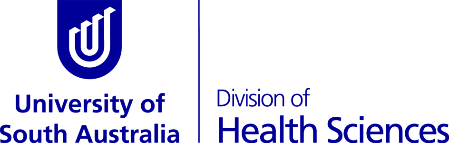 University of
South Australia
Division of
Health Sciences